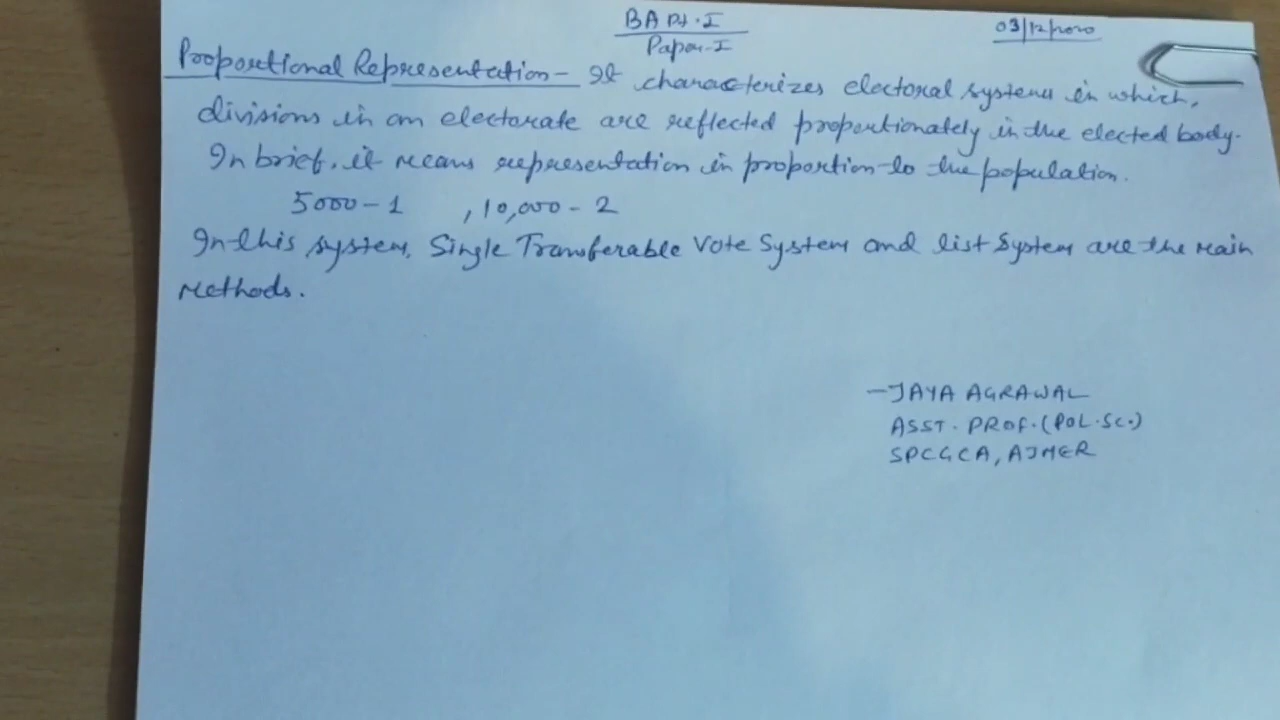 BA Pt. I
Paper-I
03/12/2020
Proportional Representation - It characterizes electoral systems in which,
divisions in an electorate are reflected proportionately in the elected body.
In brief, it means representation in proportion to the population.
5000-1 , 10,000-2
In this system, Single Transferable Vote System and list System are the main
methods.
- JAYA AGRAWAL
ASST. PROF. (POL.SC.)
SPCGCA, AJMER